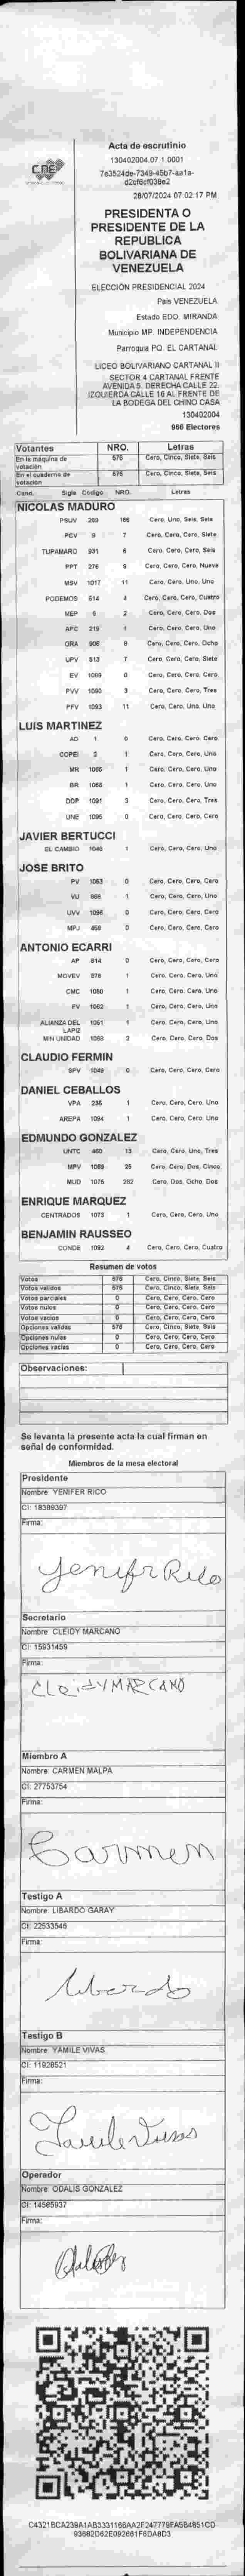 CNE
Acta de escrutinio
130402004.07.1.0001
7e3524de-7349-45b7-aa1a-
d2cf6cf038e2
28/07/2024 07:02:17 PM
PRESIDENTA O
PRESIDENTE DE LA
REPUBLICA
BOLIVARIANA DE
VENEZUELA
ELECCIÓN PRESIDENCIAL 2024
País VENEZUELA
Estado EDO. MIRANDA
Municipio MP. INDEPENDENCIA
Parroquia PQ. EL CARTANAL
LICEO BOLIVARIANO CARTANAL II
SECTOR 4 CARTANAL FRENTE
AVENIDA 5. DERECHA CALLE 22.
IZQUIERDA CALLE 16 AL FRENTE DE
LA BODEGA DEL CHINO CASA
130402004
966 Electores
Votantes NRO. Letras
En la máquina de votación 576 Cero, Cinco, Siete, Seis
En el cuaderno de votación 576 Cero, Cinco, Siete, Seis
Cand. Sigla Codigo NRO. Letras
NICOLAS MADURO
PSUV 269 166 Cero, Uno, Seis, Seis
PCV 9 7 Cero, Cero, Cero, Siete
TUPAMARO 931 6 Cero, Cero, Cero, Seis
PPT 276 9 Cero, Cero, Cero, Nueve
MSV 1017 11 Cero, Cero, Uno, Uno
PODEMOS 514 4 Cero, Cero, Cero, Cuatro
MEP 5 2 Cero, Cero, Cero, Dos
APC 219 1 Cero, Cero, Cero, Uno
ORA 906 8 Cero, Cero, Cero, Ocho
UPV 513 7 Cero, Cero, Cero, Siete
EV 1089 0 Cero, Cero, Cero, Cero
PVV 1090 3 Cero, Cero, Cero, Tres
PFV 1093 11 Cero, Cero, Uno, Uno
LUIS MARTINEZ
AD 1 0 Cero, Cero, Cero, Cero
COPEI 3 1 Cero, Cero, Cero, Uno
MR 1065 1 Cero, Cero, Cero, Uno
BR 1066 1 Cero, Cero, Cero, Uno
DDP 1091 3 Cero, Cero, Cero, Tres
UNE 1095 0 Cero, Cero, Cero, Cero
JAVIER BERTUCCI
EL CAMBIO 1048 1 Cero, Cero, Cero, Uno
JOSE BRITO
PV 1053 0 Cero, Cero, Cero, Cero
VU 968 1 Cero, Cero, Cero, Uno
UVV 1096 0 Cero, Cero, Cero, Cero
MPJ 458 0 Cero, Cero, Cero, Cero
ANTONIO ECARRI
AP 814 0 Cero, Cero, Cero, Cero
MOVEV 978 1 Cero, Cero, Cero, Uno
CMC 1050 1 Cero, Cero, Cero, Uno
FV 1062 1 Cero, Cero, Cero, Uno
ALIANZA DEL LAPIZ 1051 1 Cero, Cero, Cero, Uno
MIN UNIDAD 1069 2 Cero, Cero, Cero, Dos
CLAUDIO FERMIN
SPV 1049 0 Cero, Cero, Cero, Cero
DANIEL CEBALLOS
VPA 236 1 Cero, Cero, Cero, Uno
AREPA 1094 1 Cero, Cero, Cero, Uno
EDMUNDO GONZALEZ
UNTC 460 13 Cero, Cero, Uno, Tres
MPV 1069 25 Cero, Cero, Dos, Cinco
MUD 1075 282 Cero, Dos, Ocho, Dos
ENRIQUE MARQUEZ
CENTRADOS 1073 1 Cero, Cero, Cero, Uno
BENJAMIN RAUSSEO
CONDE 1092 4 Cero, Cero, Cero, Cuatro
Resumen de votos
Votos 576 Cero, Cinco, Siete, Seis
Votos validos 576 Cero, Cinco, Siete, Seis
Votos parciales 0 Cero, Cero, Cero, Cero
Votos nulos 0 Cero, Cero, Cero, Cero
Votos vacios 0 Cero, Cero, Cero, Cero
Opciones validas 576 Cero, Cinco, Siete, Seis
Opciones nulas 0 Cero, Cero, Cero, Cero
Opciones vacias 0 Cero, Cero, Cero, Cero
Observaciones:
Se levanta la presente acta la cual firman en
señal de conformidad.
Miembros de la mesa electoral
Presidente
Nombre: YENIFER RICO
CI: 18389397
Firma:
Yenifr Rico
Secretario
Nombre: CLEIDY MARCANO
CI: 15931459
Firma:
CLeidy MARCANO
Miembro A
Nombre: CARMEN MALPA
CI: 27753754
Firma:
Carmen
Testigo A
Nombre: LIBARDO GARAY
CI: 22533546
Firma:
Libardo
Testigo B
Nombre: YAMILE VIVAS
CI: 11928521
Firma:
Yamile Vivas
Operador
Nombre: ODALIS GONZALEZ
CI: 14585937
Firma:
C4321BCA239A1AB3331166AA2F247779FA5B4851CD
93682D62E092661F6DA8D3